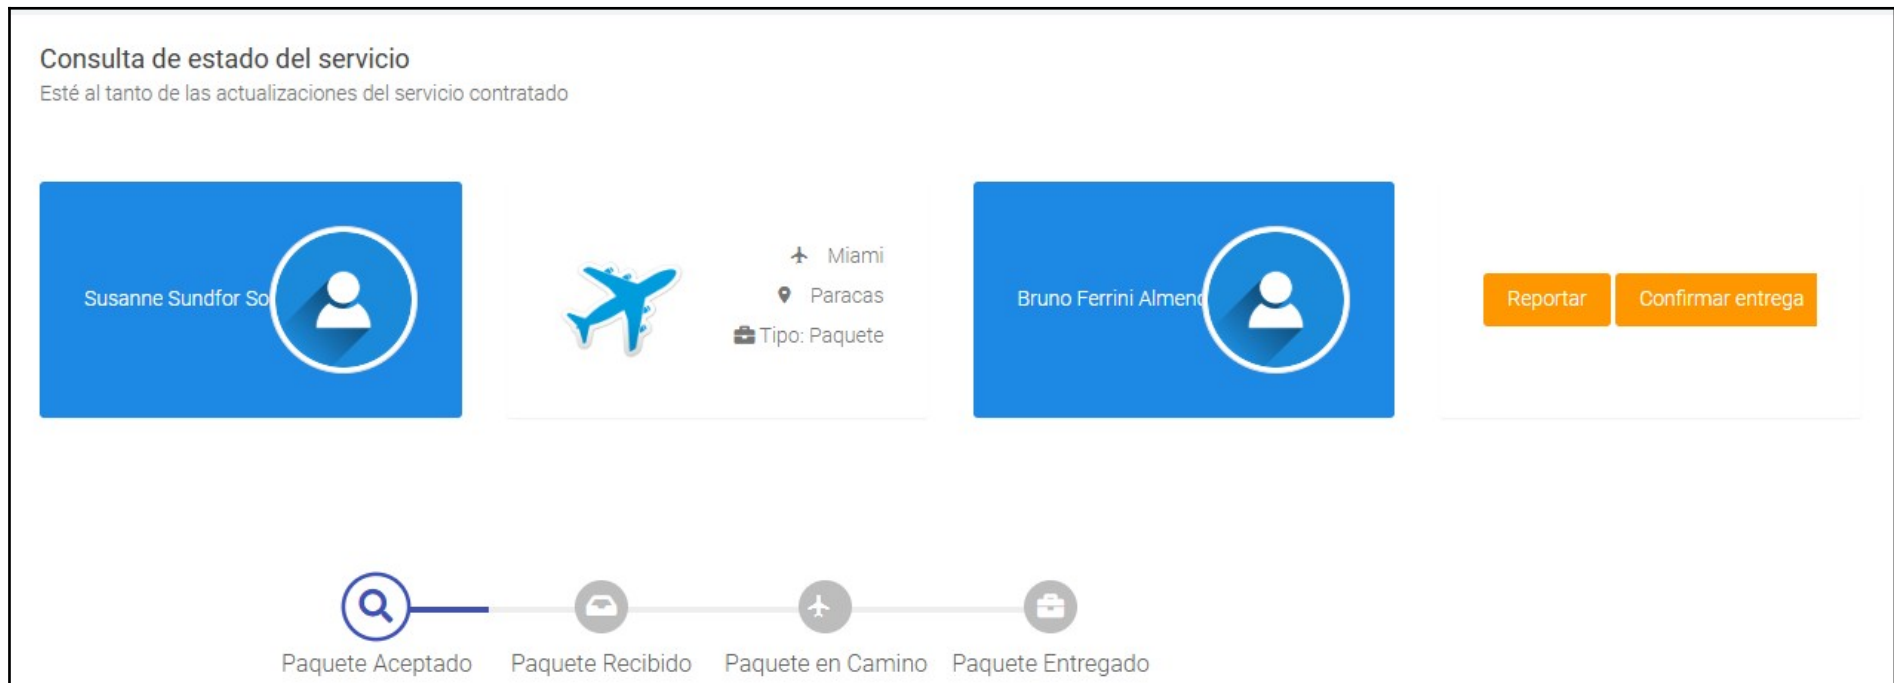 Consulta de estado del servicio
Esté al tanto de las actualizaciones del servicio contratado
Susanne Sundfor So
Miami
Paracas
Tipo: Paquete
Bruno Ferrini Almen
Reportar
Confirmar entrega
Paquete Aceptado
Paquete Recibido
Paquete en Camino
Paquete Entregado